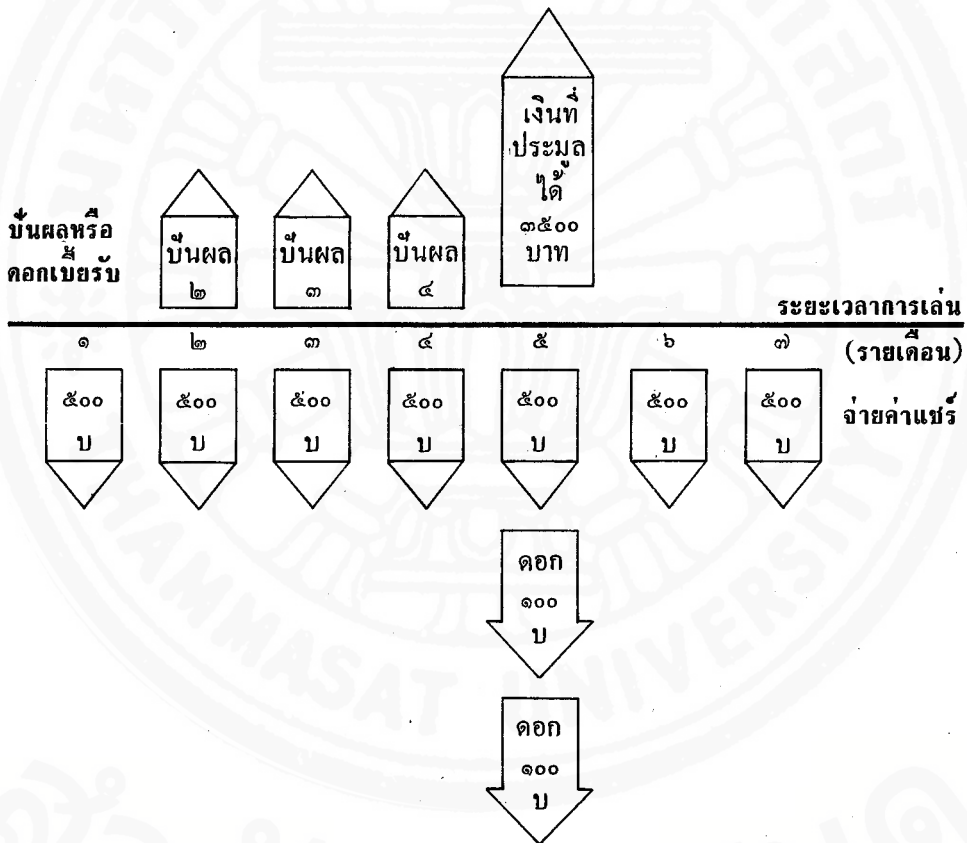 เงินที่
ประมูล
ได้
๓๕๐๐
บาท
บันผลหรือ
ดอกเบี้ยรับ
บันผล
๒
บันผล
๓
บันผล
๔
ระยะเวลาการเล่น
๑ ๒ ๓ ๔ ๕ ๖ ๗
(รายเดือน)
๕๐๐
บ
๕๐๐
บ
๕๐๐
บ
๕๐๐
บ
๕๐๐
บ
๕๐๐
บ
๕๐๐
บ
จ่ายค่าแชร์
ดอก
๑๐๐
บ
ดอก
๑๐๐
บ
THAMMASAT UNIVERSITY